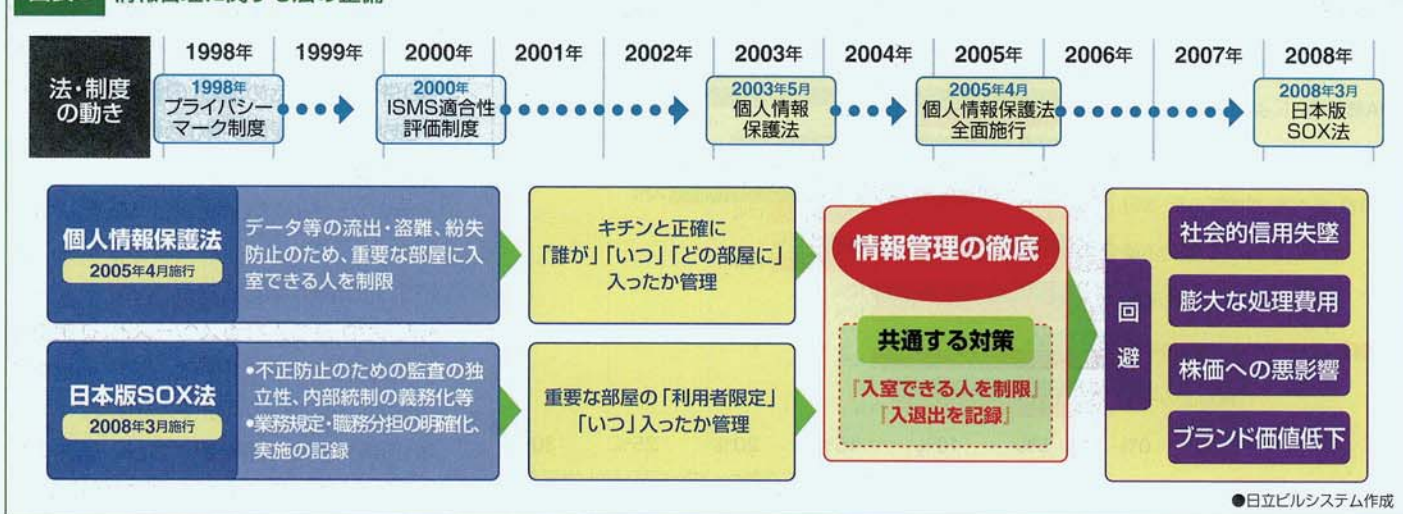 情報管理に関する法の整備
法・制度
の動き
1998年
1999年
2000年
2001年
2002年
2003年
2004年
2005年
2006年
2007年
2008年
1998年
プライバシー
マーク制度
2000年
ISMS適合性
評価制度
2003年5月
個人情報
保護法
2005年4月
個人情報保護法
全面施行
2008年3月
日本版
SOX法
個人情報保護法
2005年4月施行
データ等の流出・盗難、紛失
防止のため、重要な部屋に入
室できる人を制限
キチンと正確に
「誰が」「いつ」「どの部屋に」
入ったか管理
日本版SOX法
2008年3月施行
•不正防止のための監査の独
立性、内部統制の義務化等
•業務規定・職務分担の明確化、
実施の記録
重要な部屋の「利用者限定」
「いつ」入ったか管理
情報管理の徹底
共通する対策
『入室できる人を制限』
『入退出を記録』
回
避
社会的信用失墜
膨大な処理費用
株価への悪影響
ブランド価値低下
●日立ビルシステム作成